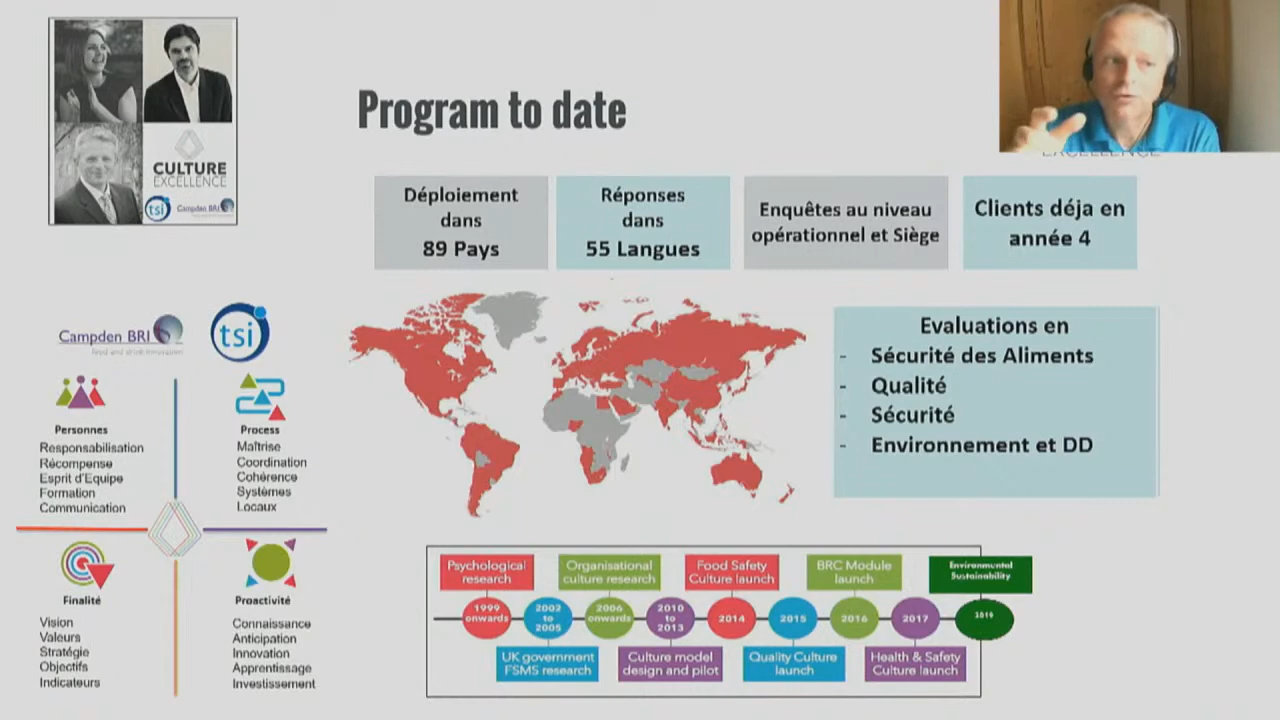 CULTURE
EXCELLENCE
tsi
Campden BRI
Program to date
EXCELLENCE
Déploiement
dans
89 Pays
Réponses
dans
55 Langues
Enquêtes au niveau
opérationnel et Siège
Clients déja en
année 4
Campden BRI
food and drink innovation
tsi
Personnes
Responsabilisation
Récompense
Esprit d'Equipe
Formation
Communication
Process
Maîtrise
Coordination
Cohérence
Systèmes
Locaux
Finalité
Vision
Valeurs
Stratégie
Objectifs
Indicateurs
Proactivité
Connaissance
Anticipation
Innovation
Apprentissage
Investissement
Evaluations en
- Sécurité des Aliments
- Qualité
- Sécurité
- Environnement et DD
Psychological
research
Organisational
culture research
Food Safety
Culture launch
BRC Module
launch
Environmental
Sustainability
1999
onwards
2002
to
2005
2006
onwards
2010
to
2013
2014
2015
2016
2017
2019
UK government
FSMS research
Culture model
design and pilot
Quality Culture
launch
Health & Safety
Culture launch